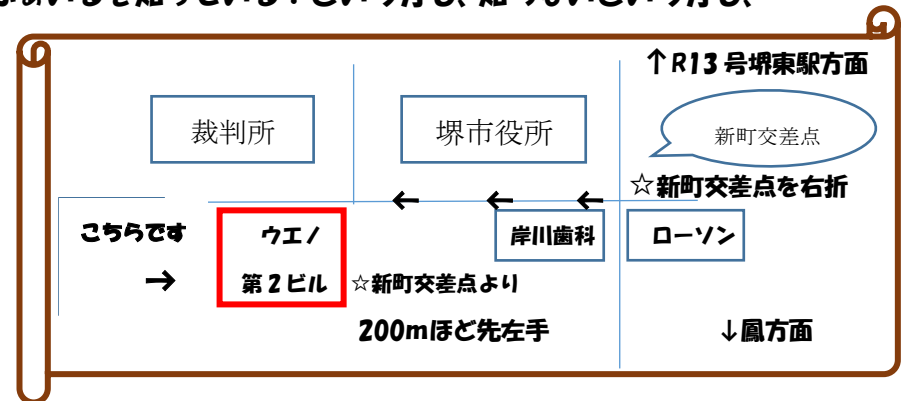 ↑R13号堺東駅方面
裁判所
堺市役所
新町交差点
☆新町交差点を右折
← ← ←
こちらです
→
ウエノ
第2ビル
岸川歯科
ローソン
☆新町交差点より
200mほど先左手
↓鳳方面